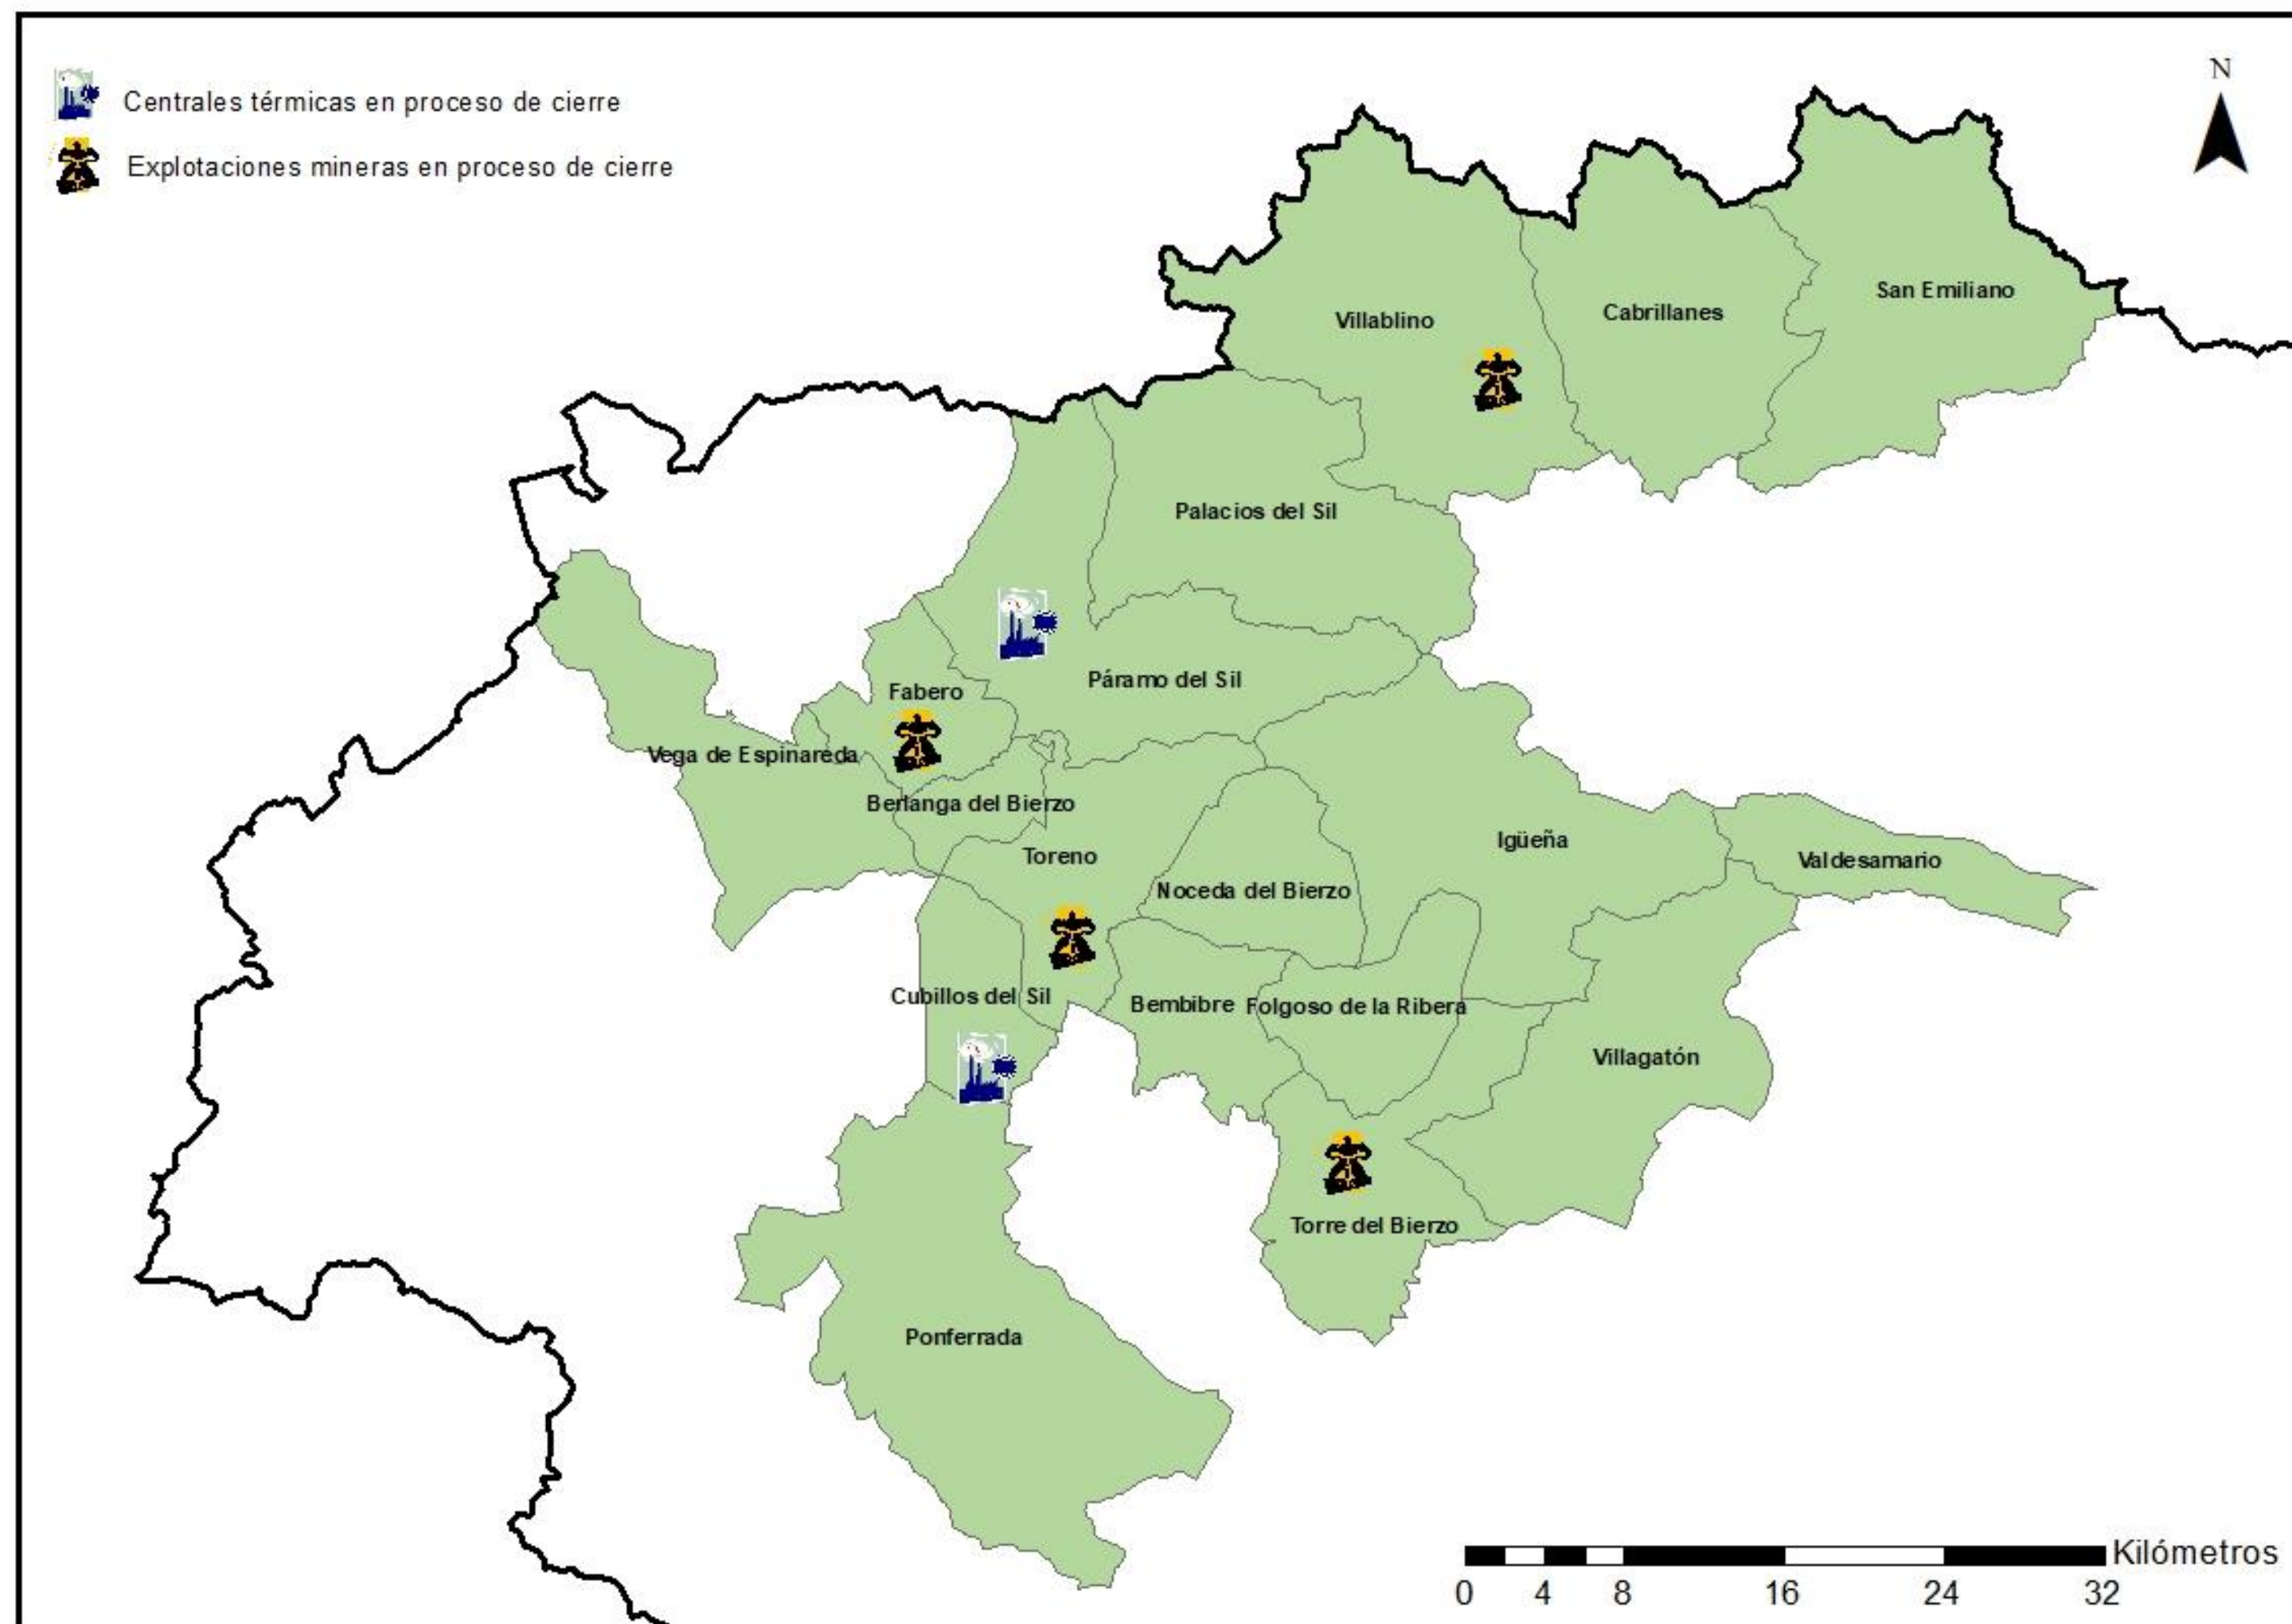 N
Centrales térmicas en proceso de cierre
Explotaciones mineras en proceso de cierre
San Emiliano
Cabrillanes
Villablino
Palacios del Sil
Páramo del Sil
Fabero
Vega de Espinareda
Berlanga del Bierzo
Igüeña
Toreno
Valdesamario
Noceda del Bierzo
Cubillos del Sil
Bembibre
Folgoso de la Ribera
Villagatón
Torre del Bierzo
Ponferrada
Kilómetros
0 4 8 16 24 32